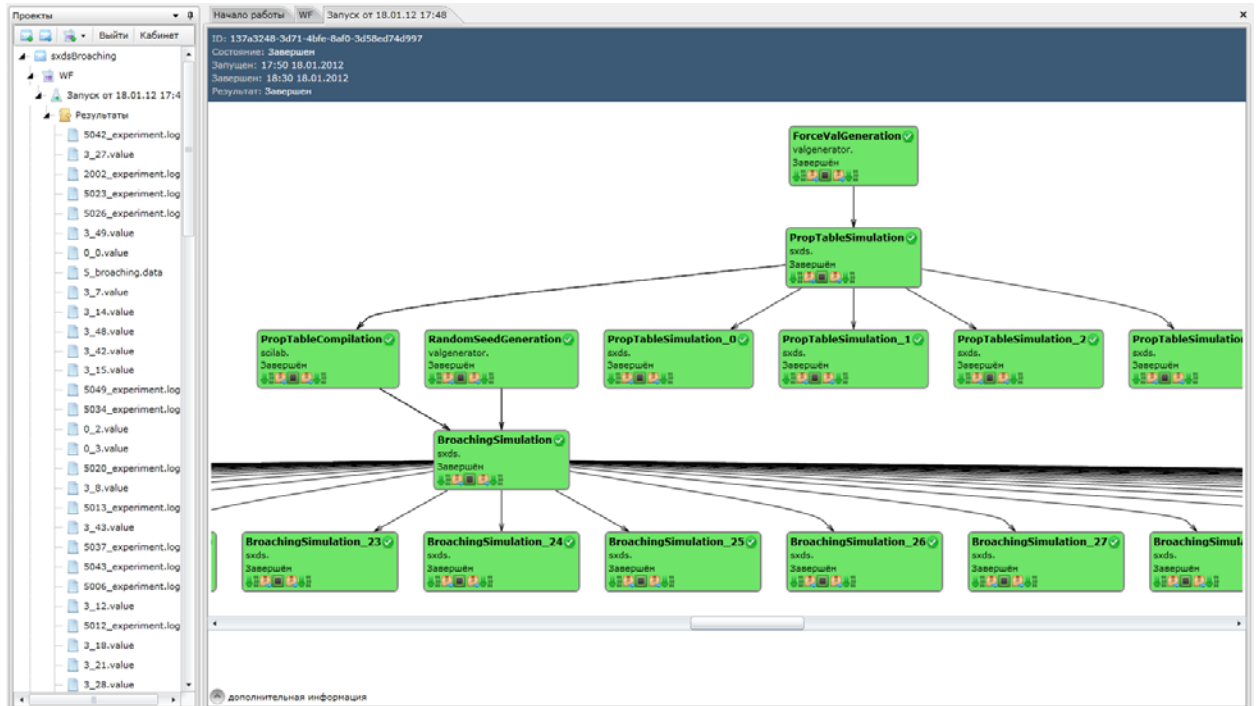 Проекты
Выйти Кабинет
sxdsBroaching
WF
Запуск от 18.01.12 17:4
Результаты
5042_experiment.log
3_27.value
2002_experiment.log
5023_experiment.log
5026_experiment.log
3_49.value
0_0.value
5_broaching.data
3_7.value
3_14.value
3_48.value
3_42.value
3_15.value
5049_experiment.log
5034_experiment.log
0_2.value
0_3.value
5020_experiment.log
3_8.value
5013_experiment.log
3_43.value
5037_experiment.log
5043_experiment.log
5006_experiment.log
3_12.value
5012_experiment.log
3_18.value
3_21.value
3_28.value
Начало работы WF Запуск от 18.01.12 17:48
ID: 137a3248-3d71-4bfe-8af0-3d58ed74d997
Состояние: Завершен
Запущен: 17:50 18.01.2012
Завершен: 18:30 18.01.2012
Результат: Завершен
ForceValGeneration
valgenerator.
Завершён
PropTableSimulation
sxds.
Завершён
PropTableCompilation
scilab.
Завершён
RandomSeedGeneration
valgenerator.
Завершён
PropTableSimulation_0
sxds.
Завершён
PropTableSimulation_1
sxds.
Завершён
PropTableSimulation_2
sxds.
Завершён
PropTableSimulation
sxds.
Завершён
BroachingSimulation
sxds.
Завершён
BroachingSimulation_23
sxds.
Завершён
BroachingSimulation_24
sxds.
Завершён
BroachingSimulation_25
sxds.
Завершён
BroachingSimulation_26
sxds.
Завершён
BroachingSimulation_27
sxds.
Завершён
BroachingSimula
sxds.
Завершён
дополнительная информация